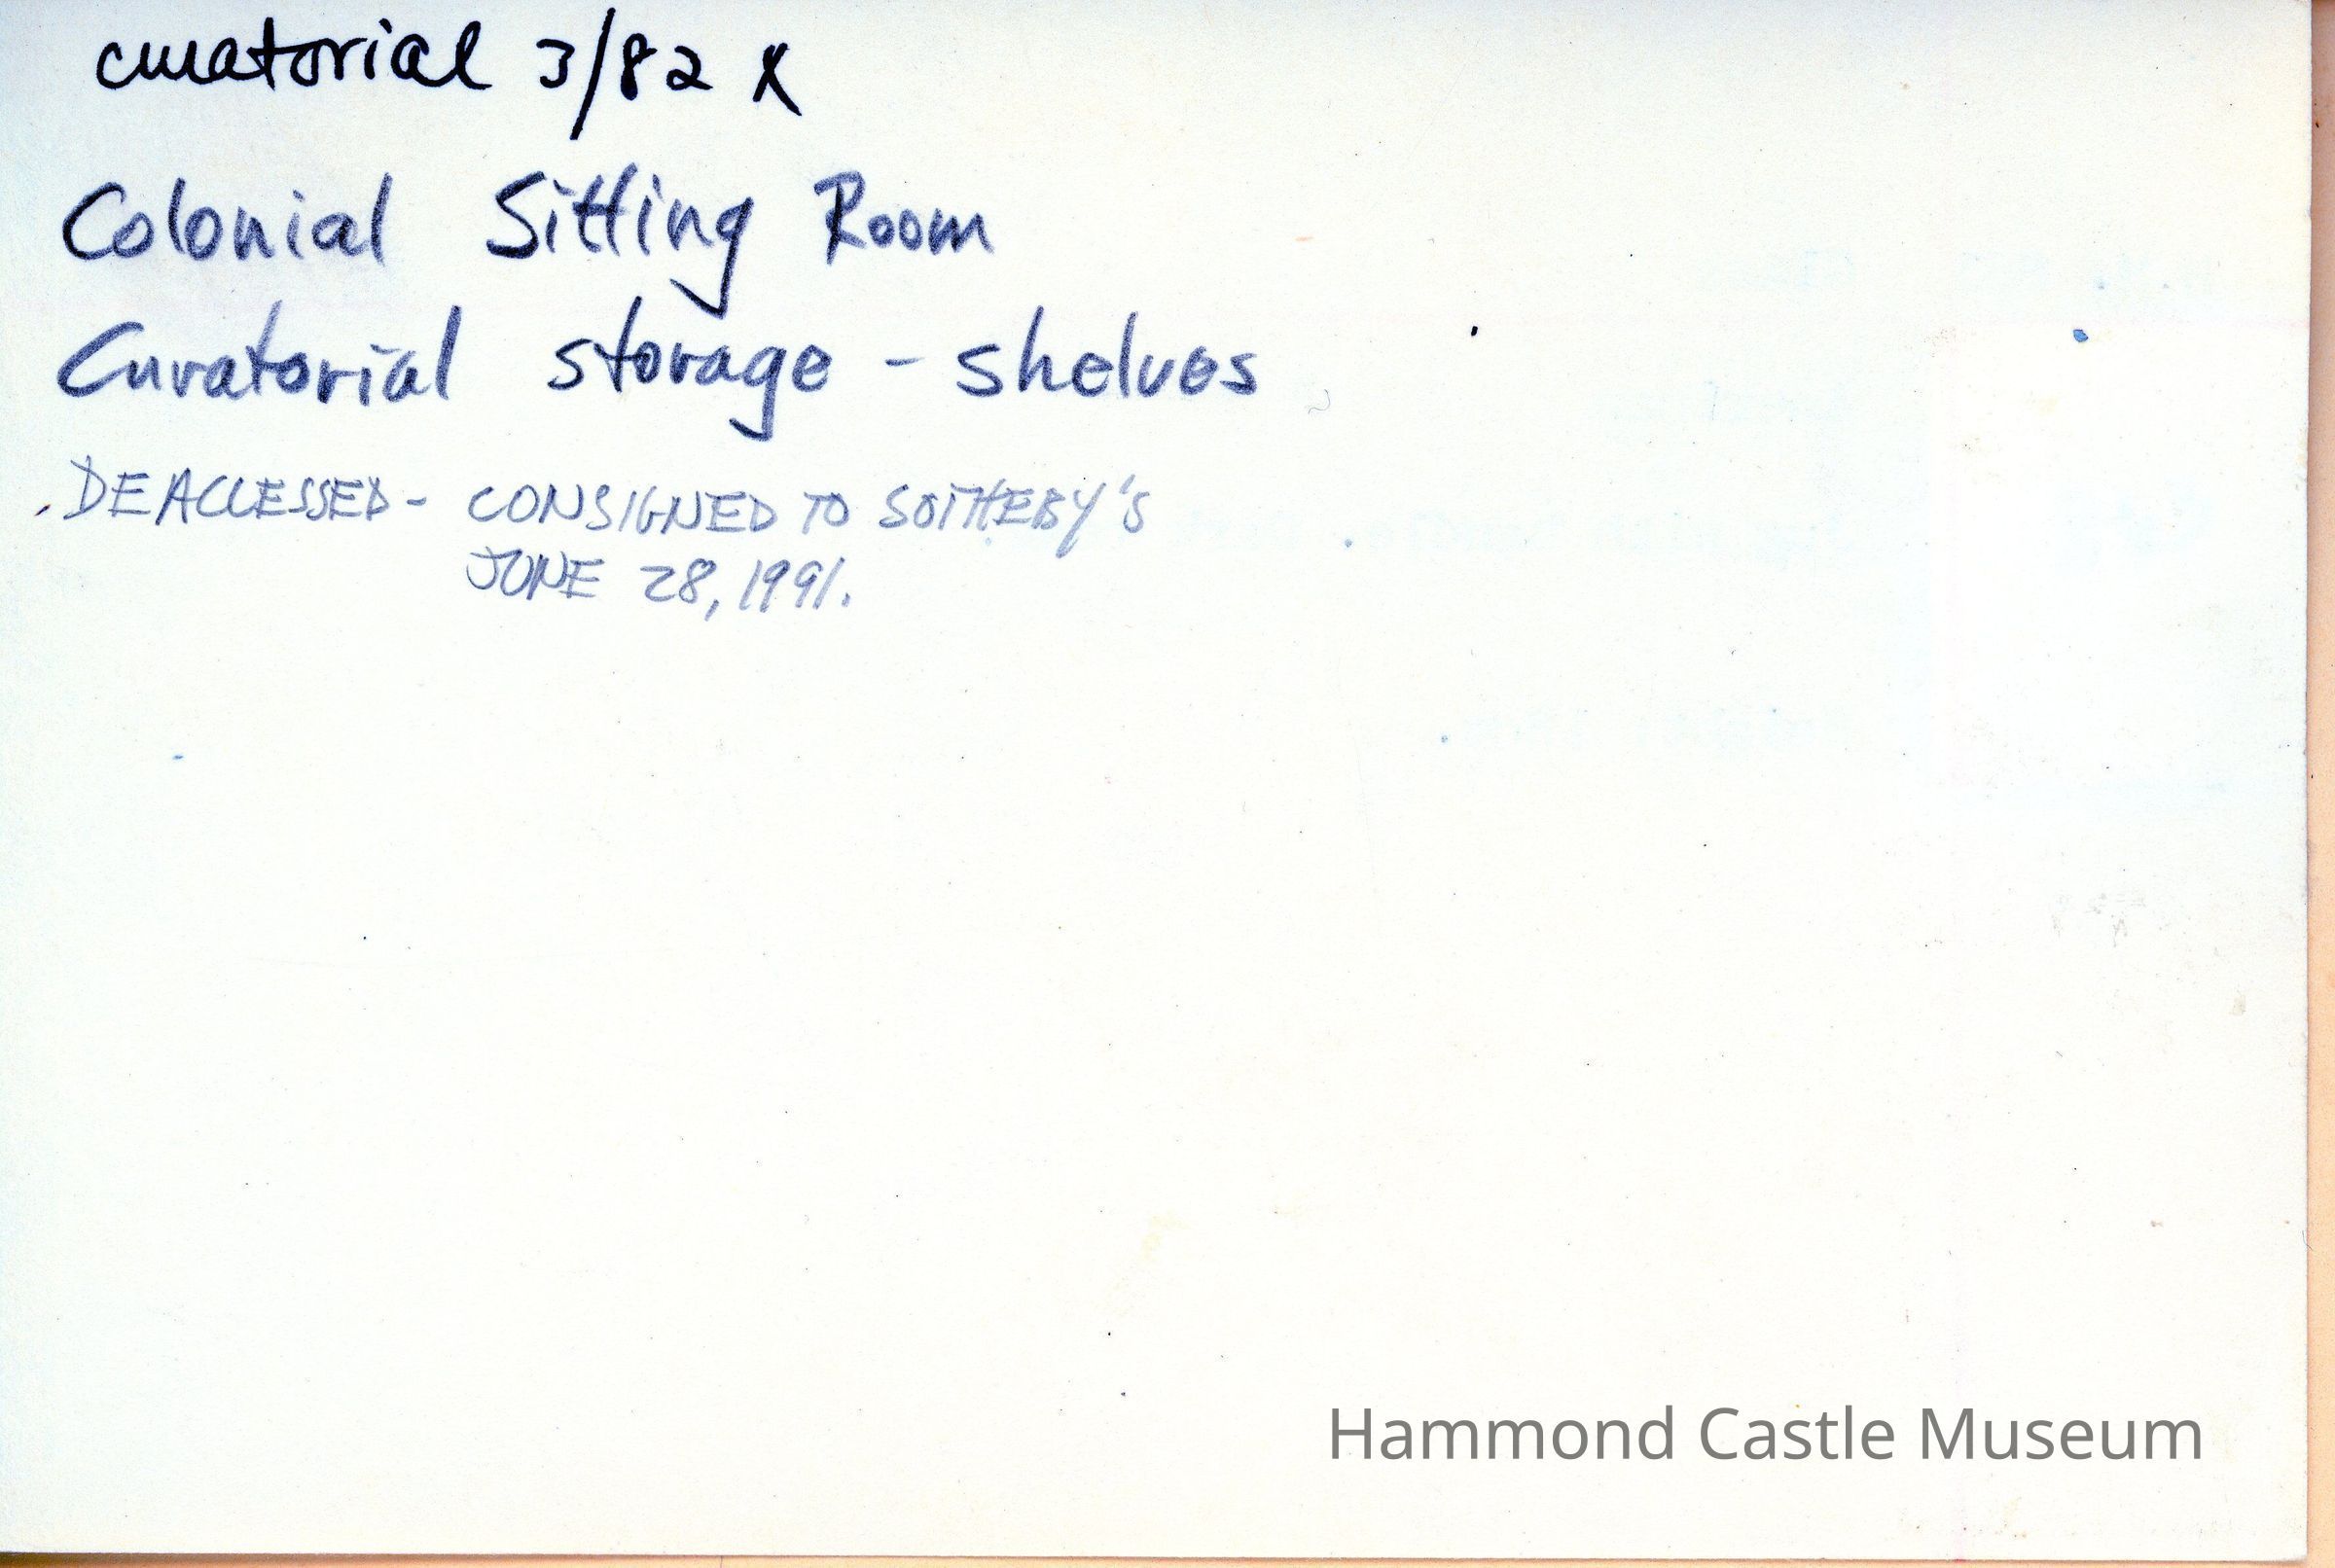 curatorial 3/82 X
Colonial Sitting Room
Curatorial storage - shelves
DEACCESSED - CONSIGNED TO SOTHEBY'S
JUNE 28, 1991.
Hammond Castle Museum